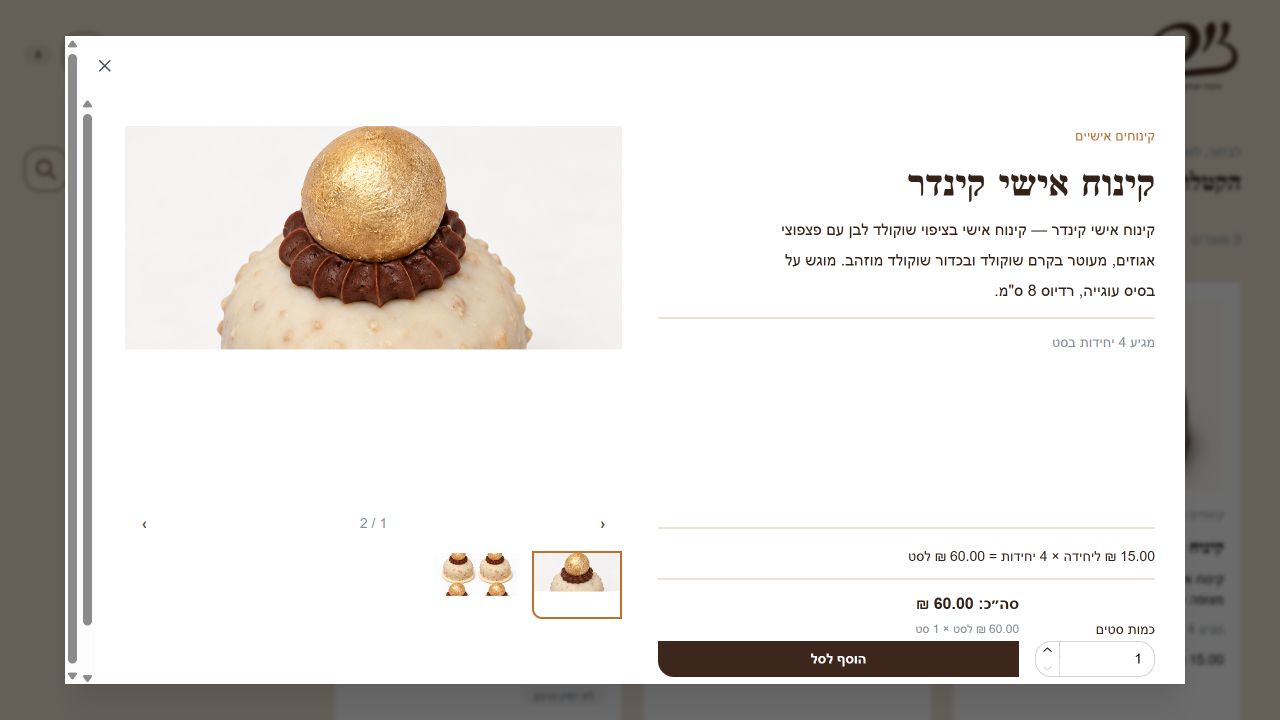 קינוחים אישיים
קינוח אישי קינדר
קינוח אישי קינדר — קינוח אישי בציפוי שוקולד לבן עם פצפוצי
אגוזים, מעוטר בקרם שוקולד ובכדור שוקולד מוזהב. מוגש על
בסיס עוגייה, רדיוס 8 ס"מ.
מגיע 4 יחידות בסט
1 / 2
15.00 ₪ ליחידה × 4 יחידות = 60.00 ₪ לסט
סה״כ: 60.00 ₪
60.00 ₪ לסט × 1 סט
כמות סטים
1
הוסף לסל